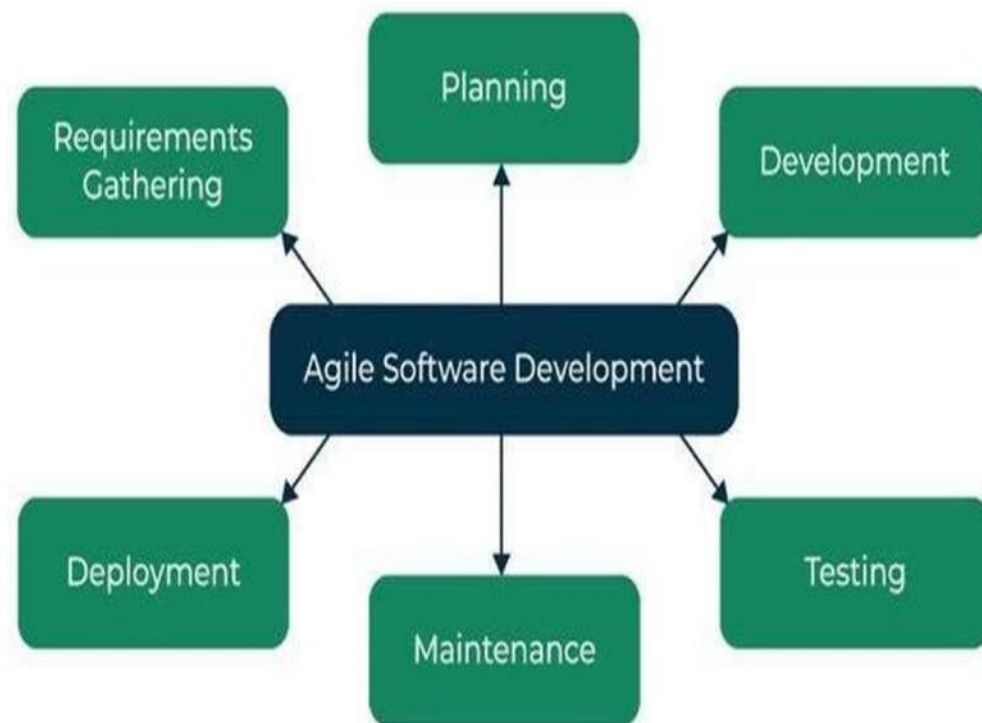 Planning
Requirements
Gathering
Development
Agile Software Development
Deployment
Testing
Maintenance